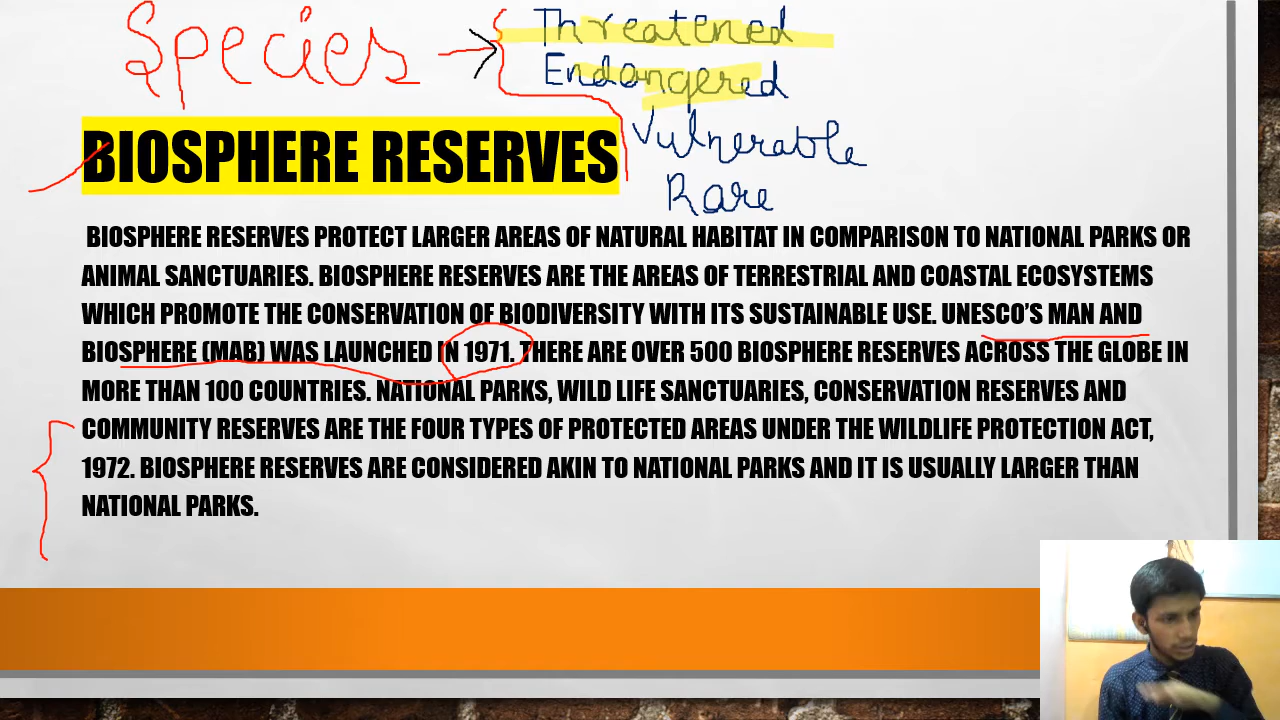 Species → Threatened
Endangered
Vulnerable
Rare
BIOSPHERE RESERVES
BIOSPHERE RESERVES PROTECT LARGER AREAS OF NATURAL HABITAT IN COMPARISON TO NATIONAL PARKS OR
ANIMAL SANCTUARIES. BIOSPHERE RESERVES ARE THE AREAS OF TERRESTRIAL AND COASTAL ECOSYSTEMS
WHICH PROMOTE THE CONSERVATION OF BIODIVERSITY WITH ITS SUSTAINABLE USE. UNESCO’S MAN AND
BIOSPHERE (MAB) WAS LAUNCHED IN 1971. THERE ARE OVER 500 BIOSPHERE RESERVES ACROSS THE GLOBE IN
MORE THAN 100 COUNTRIES. NATIONAL PARKS, WILD LIFE SANCTUARIES, CONSERVATION RESERVES AND
COMMUNITY RESERVES ARE THE FOUR TYPES OF PROTECTED AREAS UNDER THE WILDLIFE PROTECTION ACT,
1972. BIOSPHERE RESERVES ARE CONSIDERED AKIN TO NATIONAL PARKS AND IT IS USUALLY LARGER THAN
NATIONAL PARKS.